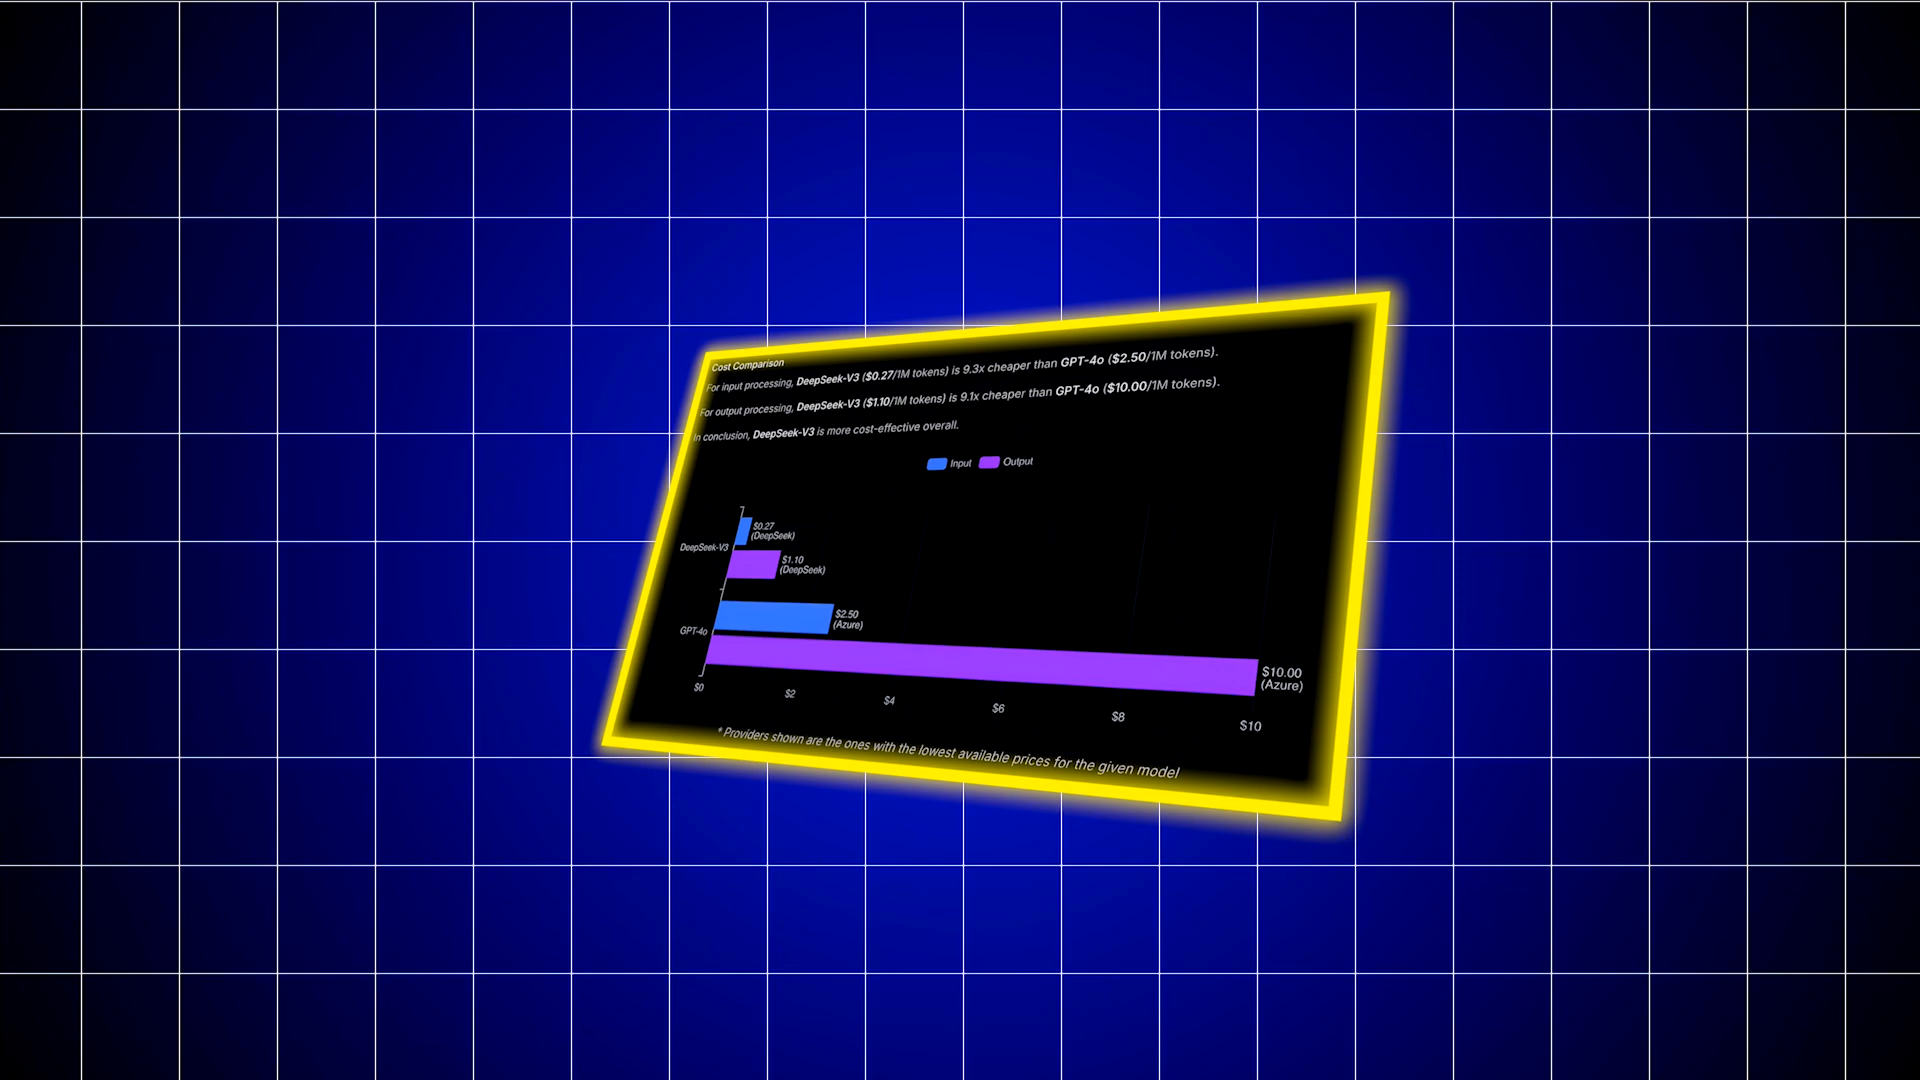 Cost Comparison
For input processing, DeepSeek-V3 ($0.27/1M tokens) is 9.3x cheaper than GPT-4o ($2.50/1M tokens).
For output processing, DeepSeek-V3 ($1.10/1M tokens) is 9.1x cheaper than GPT-4o ($10.00/1M tokens).
In conclusion, DeepSeek-V3 is more cost-effective overall.
Input Output
$0.27
(DeepSeek)
DeepSeek-V3
$1.10
(DeepSeek)
$2.50
(Azure)
GPT-4o
$10.00
(Azure)
$0 $2 $4 $6 $8 $10
* Providers shown are the ones with the lowest available prices for the given model